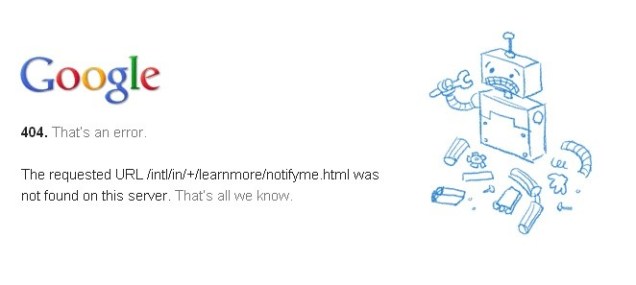 Google
404. That's an error.
The requested URL /intl/in/+/learnmore/notifyme.html was
not found on this server. That's all we know.